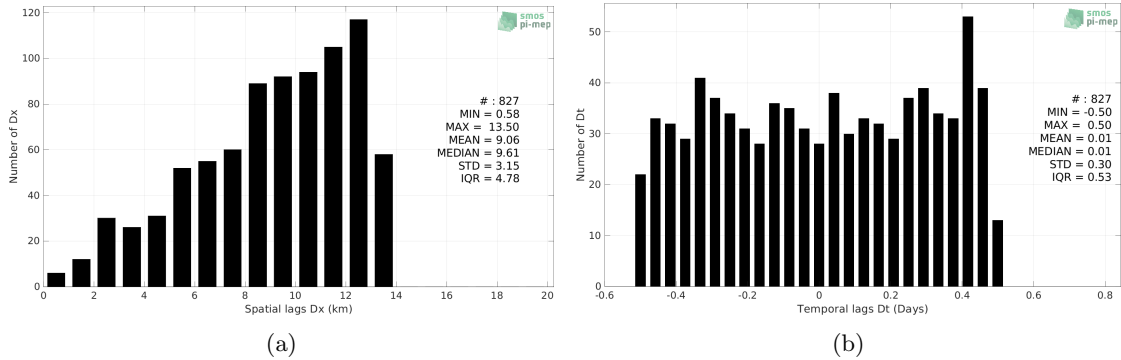 120
100
80
60
40
20
0
Number of Dx
0 2 4 6 8 10 12 14 16 18 20
Spatial lags Dx (km)
smos
pi-mep
# : 827
MIN = 0.58
MAX = 13.50
MEAN = 9.06
MEDIAN = 9.61
STD = 3.15
IQR = 4.78
(a)
50
40
30
20
10
0
Number of Dt
-0.6 -0.4 -0.2 0 0.2 0.4 0.6 0.8
Temporal lags Dt (Days)
smos
pi-mep
# : 827
MIN = -0.50
MAX = 0.50
MEAN = 0.01
MEDIAN = 0.01
STD = 0.30
IQR = 0.53
(b)